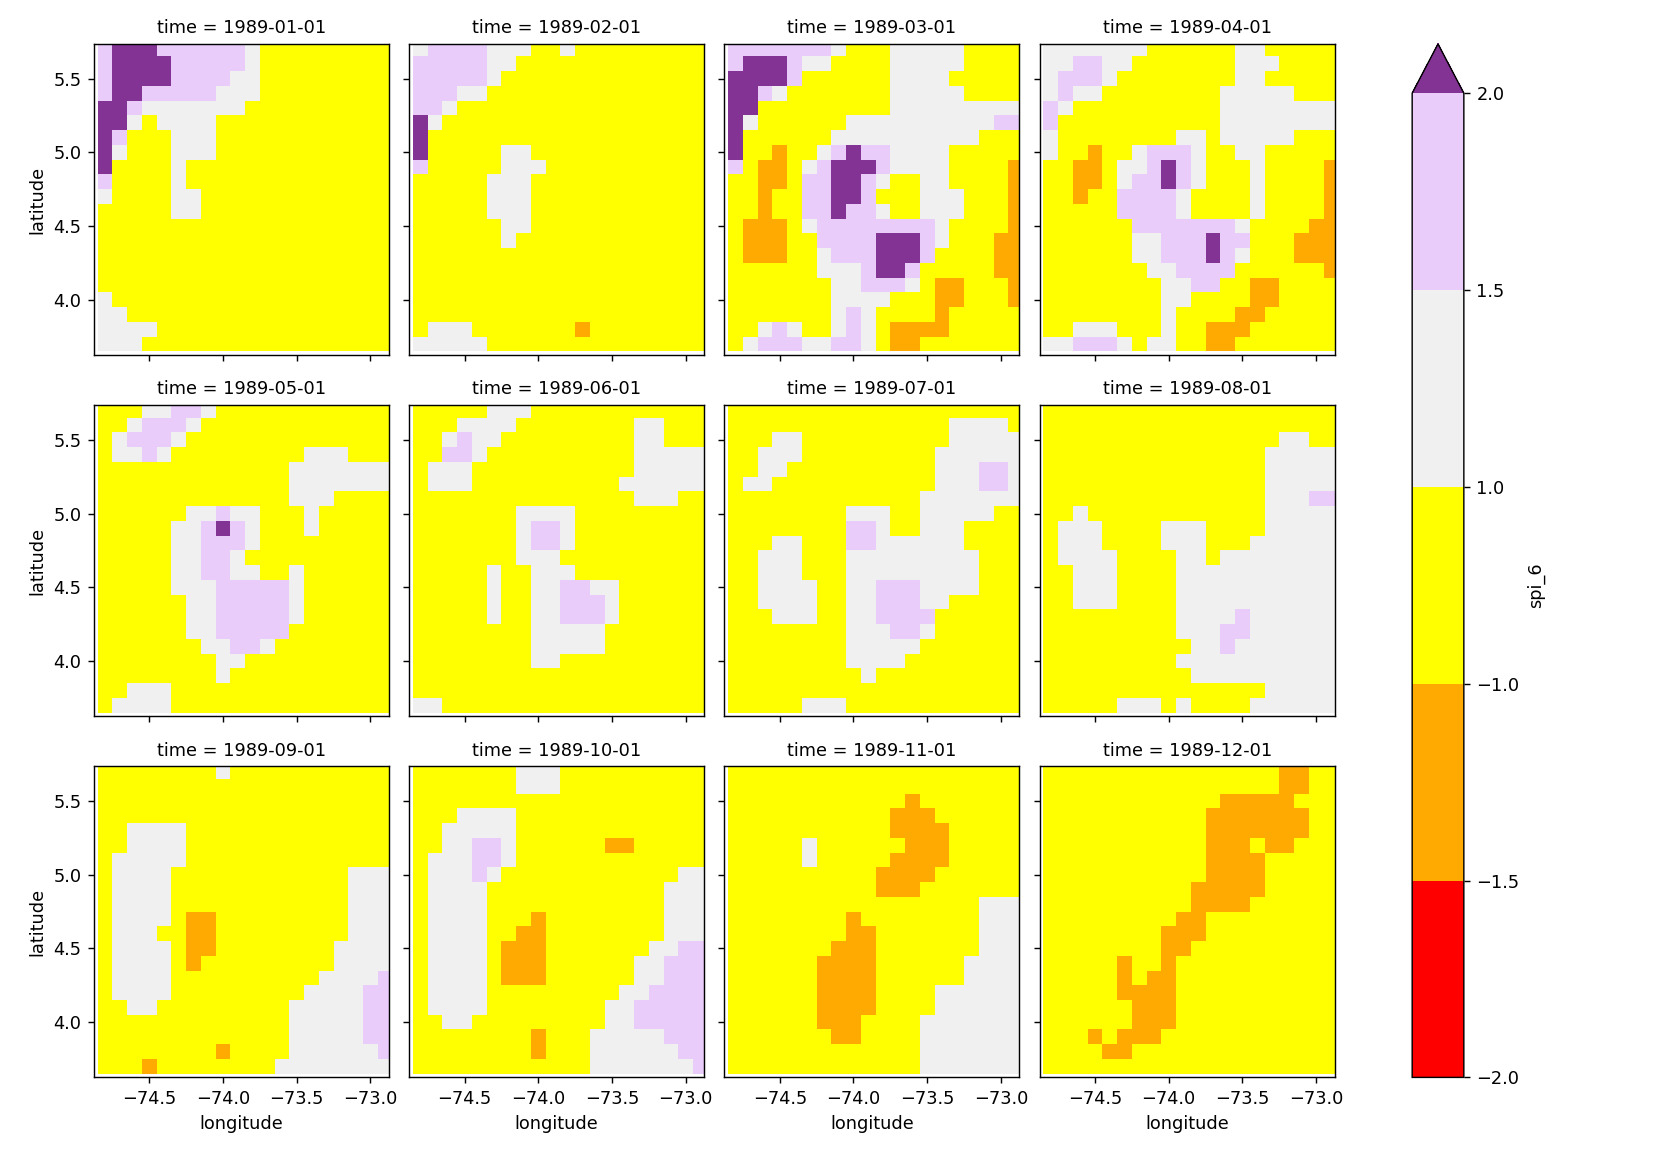 time = 1989-01-01
time = 1989-02-01
time = 1989-03-01
time = 1989-04-01
latitude
5.5
5.0
4.5
4.0
time = 1989-05-01
time = 1989-06-01
time = 1989-07-01
time = 1989-08-01
latitude
5.5
5.0
4.5
4.0
time = 1989-09-01
time = 1989-10-01
time = 1989-11-01
time = 1989-12-01
latitude
5.5
5.0
4.5
4.0
−74.5 −74.0 −73.5 −73.0
longitude
−74.5 −74.0 −73.5 −73.0
longitude
−74.5 −74.0 −73.5 −73.0
longitude
−74.5 −74.0 −73.5 −73.0
longitude
2.0
1.5
1.0
−1.0
−1.5
−2.0
spi_6